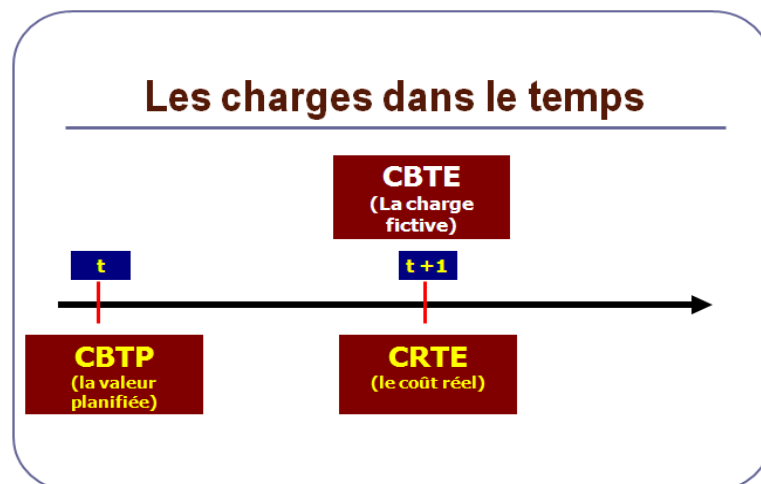 Les charges dans le temps
CBTE
(La charge
fictive)
t
t +1
CBTP
(la valeur
planifiée)
CRTE
(le coût réel)